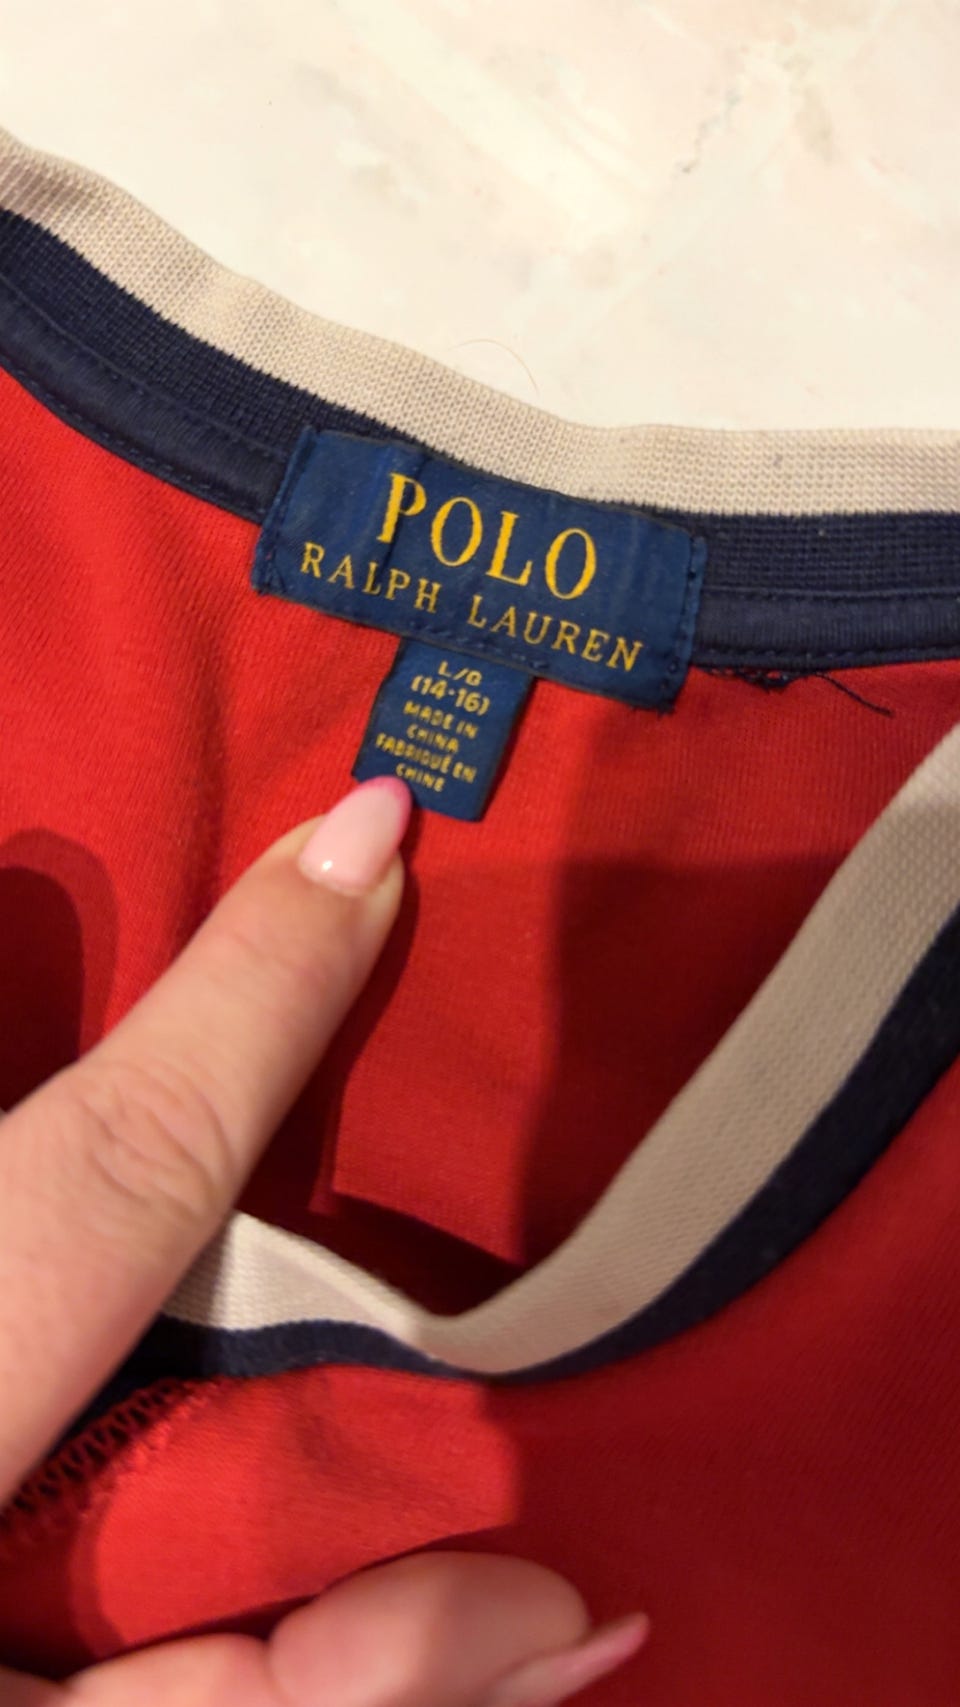 POLO
RALPH LAUREN
L/G
(14-16)
MADE IN
CHINA
FABRIQUÉ EN
CHINE